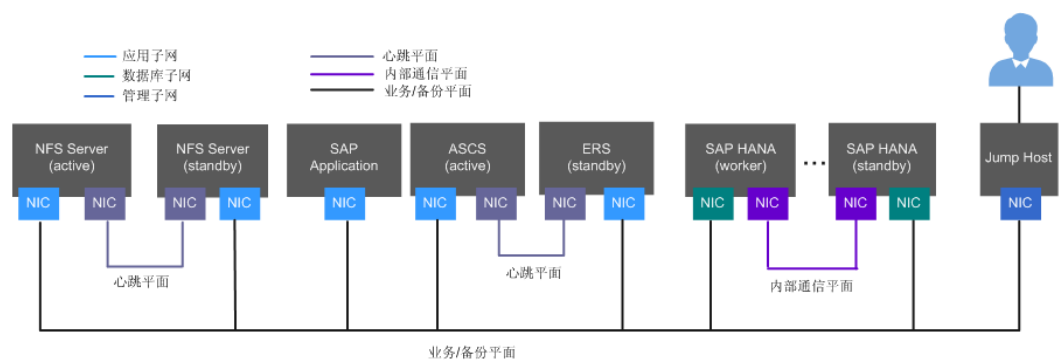 应用子网
数据库子网
管理子网
心跳平面
内部通信平面
业务/备份平面
NFS Server
(active)
NFS Server
(standby)
SAP
Application
ASCS
(active)
ERS
(standby)
SAP HANA
(worker)
...
SAP HANA
(standby)
Jump Host
NIC
NIC
NIC
NIC
NIC
NIC
NIC
NIC
NIC
NIC
NIC
NIC
NIC
NIC
心跳平面
心跳平面
内部通信平面
业务/备份平面